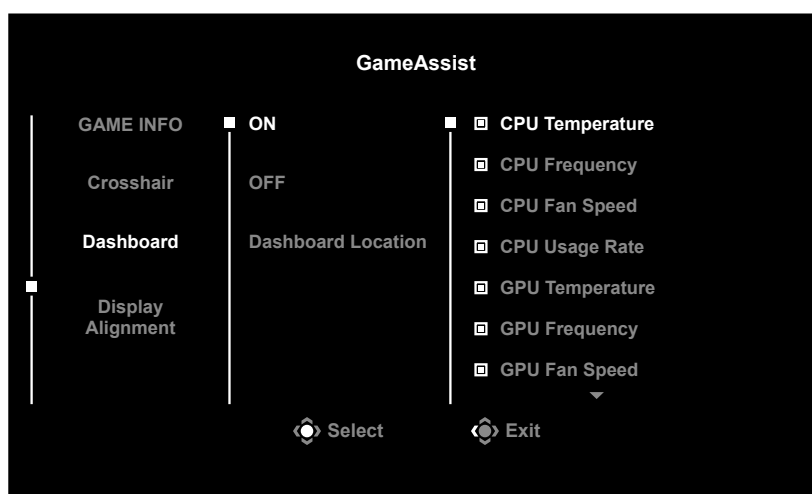 GameAssist
GAME INFO
Crosshair
Dashboard
Display
Alignment
ON
OFF
Dashboard Location
CPU Temperature
CPU Frequency
CPU Fan Speed
CPU Usage Rate
GPU Temperature
GPU Frequency
GPU Fan Speed
Select
Exit